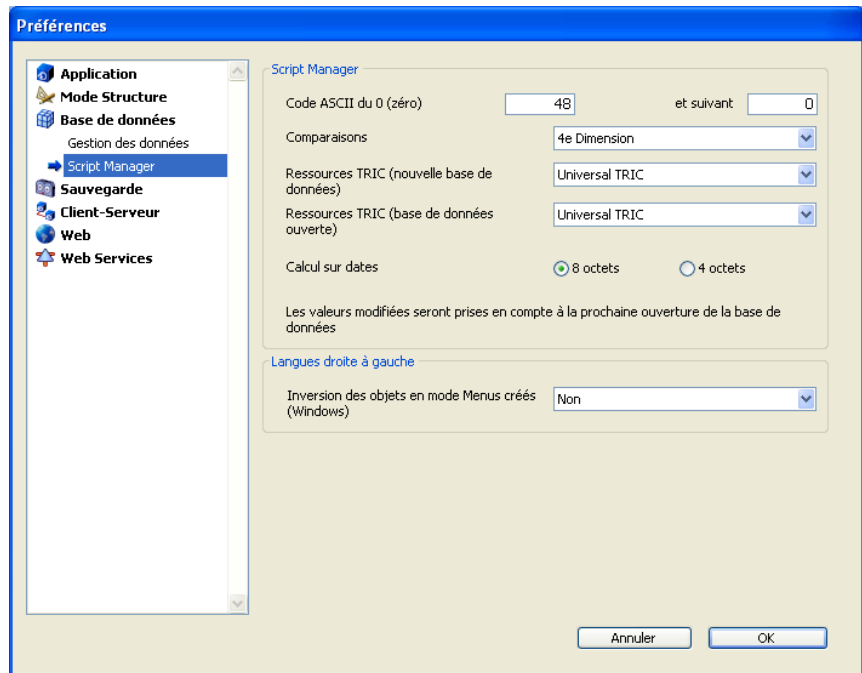 Préférences
Application
Mode Structure
Base de données
Gestion des données
Script Manager
Sauvegarde
Client-Serveur
Web
Web Services
Script Manager
Code ASCII du 0 (zéro) 48 et suivant 0
Comparaisons 4e Dimension
Ressources TRIC (nouvelle base de
données) Universal TRIC
Ressources TRIC (base de données
ouverte) Universal TRIC
Calcul sur dates 8 octets 4 octets
Les valeurs modifiées seront prises en compte à la prochaine ouverture de la base de
données
Langues droite à gauche
Inversion des objets en mode Menus créés
(Windows) Non
Annuler OK